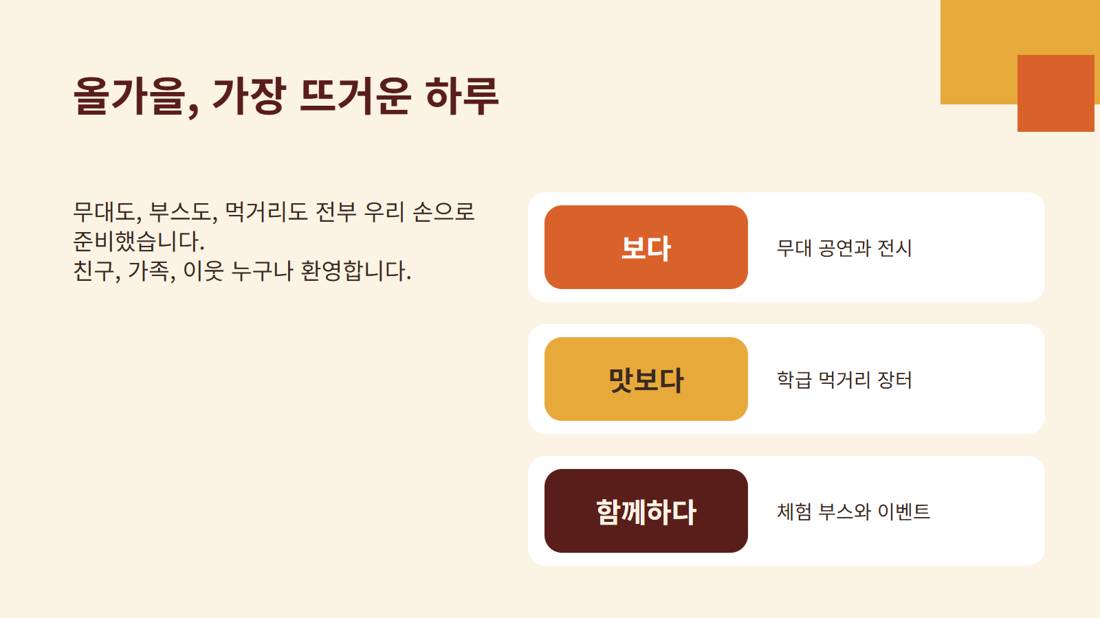 올가을, 가장 뜨거운 하루
무대도, 부스도, 먹거리도 전부 우리 손으로
준비했습니다.
친구, 가족, 이웃 누구나 환영합니다.
보다
무대 공연과 전시
맛보다
학급 먹거리 장터
함께하다
체험 부스와 이벤트